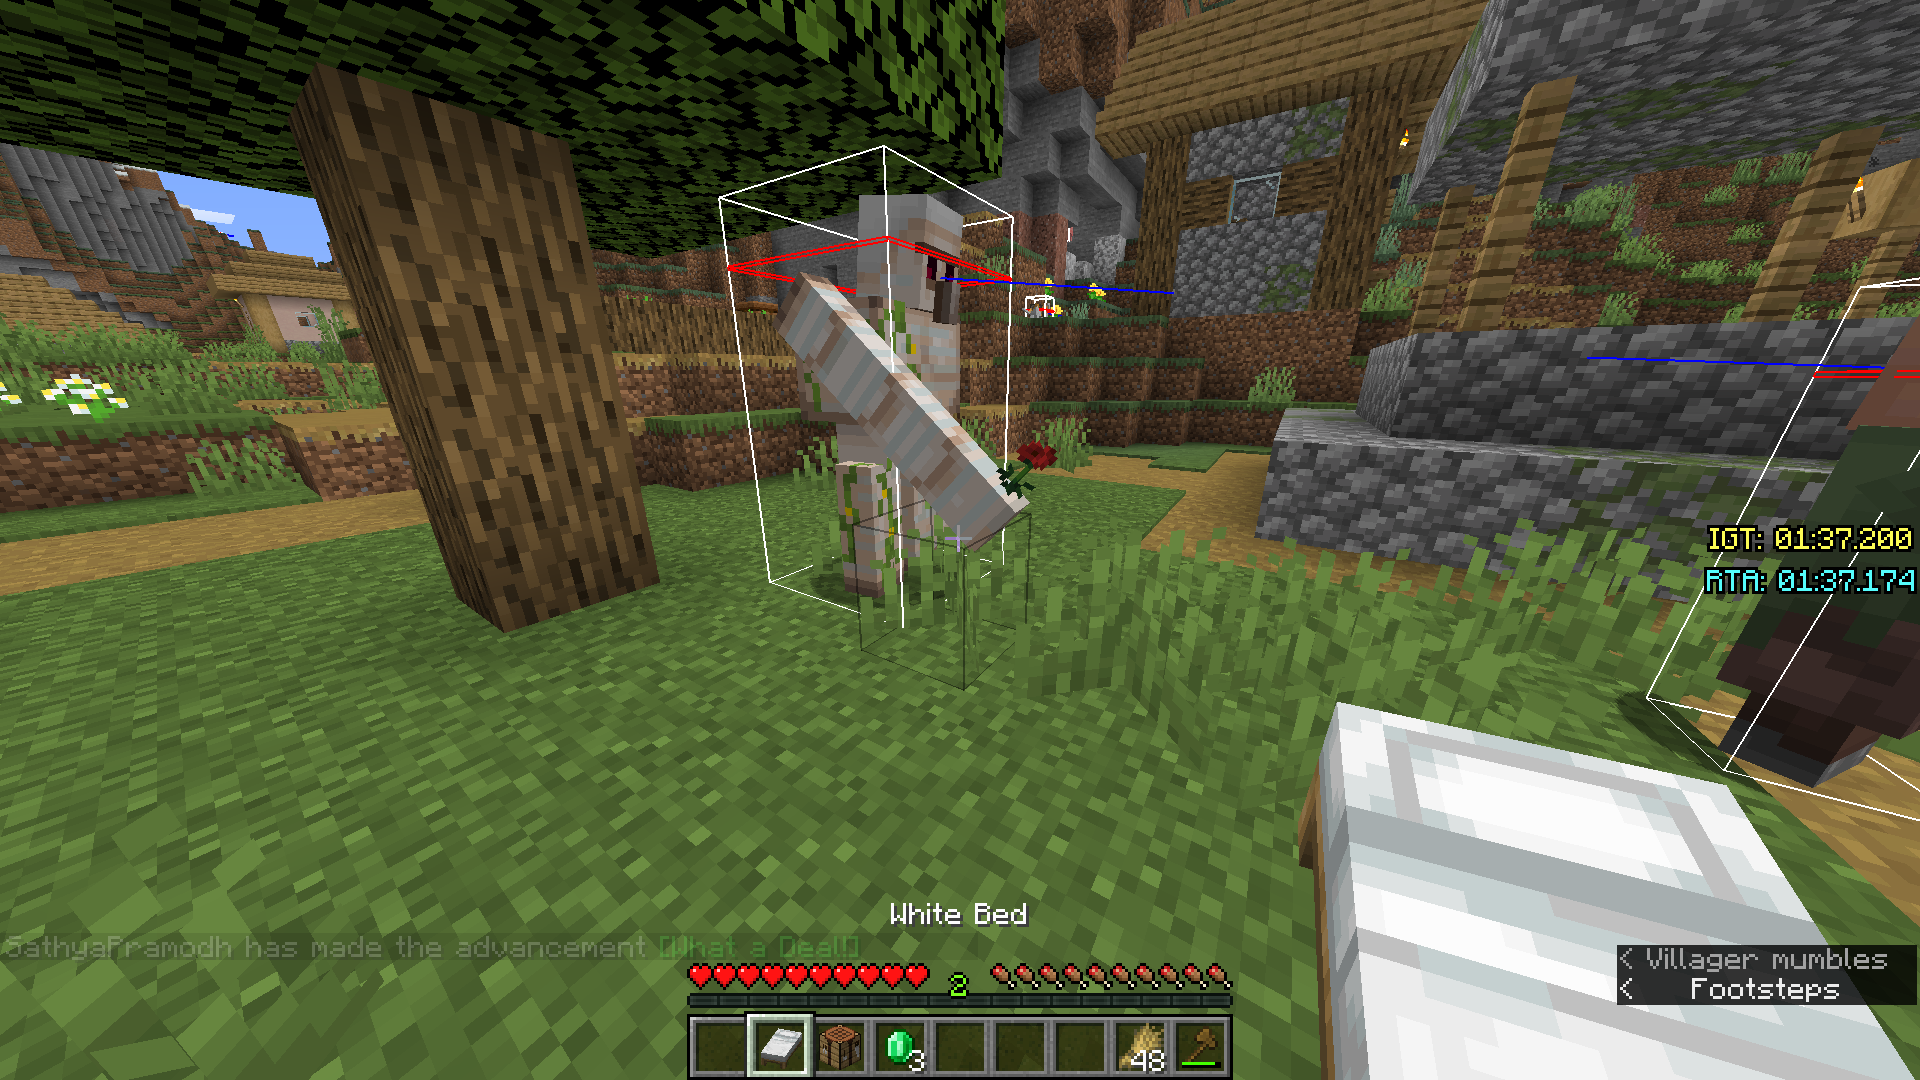 IGT: 01:37.200
RTA: 01:37.174
White Bed
SathyaPramodh has made the advancement [What a Deal!]
< Villager mumbles
< Footsteps
2
3
48